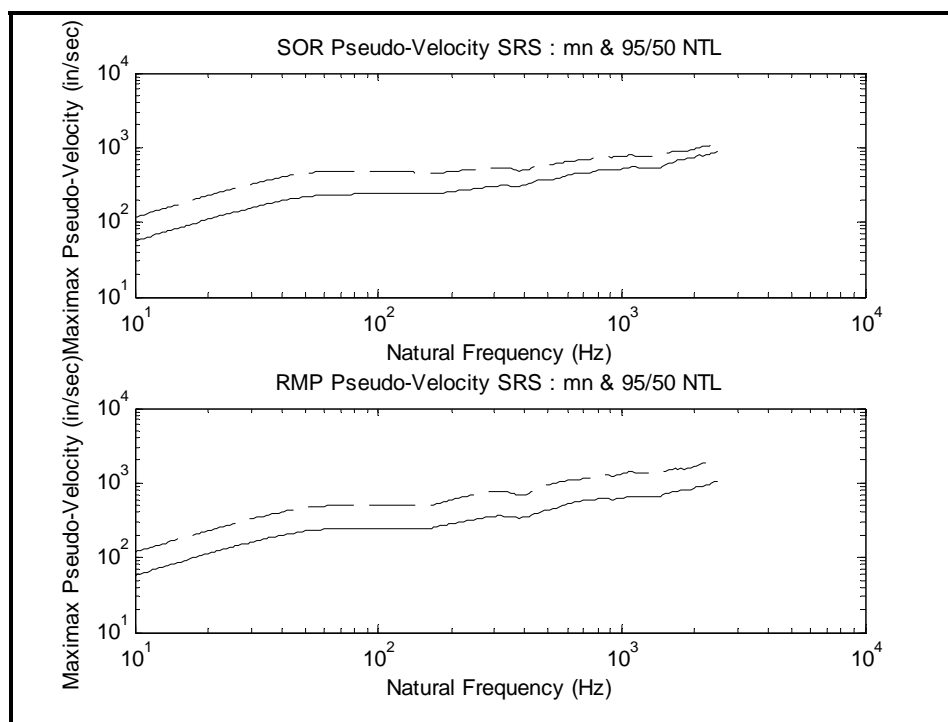 SOR Pseudo-Velocity SRS : mn & 95/50 NTL
Maximax Pseudo-Velocity (in/sec)
10^4
10^3
10^2
10^1
10^1 10^2 10^3 10^4
Natural Frequency (Hz)
RMP Pseudo-Velocity SRS : mn & 95/50 NTL
Maximax Pseudo-Velocity (in/sec)
10^4
10^3
10^2
10^1
10^1 10^2 10^3 10^4
Natural Frequency (Hz)